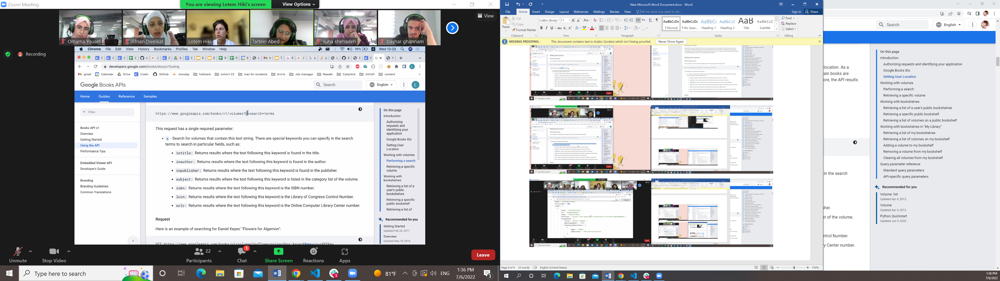 Zoom Meeting
You are viewing Lotem Hiki's screen
View Options
View
Omama Yousef
Afnan Dweikat
Lotem Hiki
Tarteel Abed
suha shehadeh
bashar ghannam
Recording
Chrome File Edit View History Bookmarks Profiles Tab Window Help
56% Wed 13:33
developers.google.com/books/docs/v1/using
gmail Calendar Drive Codio GitHub monday fullstack cohort 23 mac for students מיונים Job manager Rawabi CyberArk לקוחות content
Google Books APIs
Search
English
L
Home Guides Reference Samples
Filter
Books API v1
Overview
Getting Started
Using the API
Performance Tips
Embedded Viewer API
Developer's Guide
Branding
Branding Guidelines
Common Translations
https://www.googleapis.com/books/v1/volumes?q=search+terms
This request has a single required parameter:
q - Search for volumes that contain this text string. There are special keywords you can specify in the search
terms to search in particular fields, such as:
intitle: Returns results where the text following this keyword is found in the title.
inauthor: Returns results where the text following this keyword is found in the author.
inpublisher: Returns results where the text following this keyword is found in the publisher.
subject: Returns results where the text following this keyword is listed in the category list of the volume.
isbn: Returns results where the text following this keyword is the ISBN number.
lccn: Returns results where the text following this keyword is the Library of Congress Control Number.
oclc: Returns results where the text following this keyword is the Online Computer Library Center number.
Request
Here is an example of searching for Daniel Keyes' "Flowers for Algernon":
GET https://www.googleapis.com/books/v1/volumes?q=flowers+inauthor:keyes&key=yourAPIKey
On this page
Introduction
Authorizing
requests and
identifying your
application
Google Books IDs
Setting User
Location
Working with volumes
Performing a search
Retrieving a specific
volume
Working with
bookshelves
Retrieving a list of a
user's public
bookshelves
Retrieving a specific
public bookshelf
Retrieving a list of
Recommended for you
Getting Started
Updated Feb 24, 2017
Overview
Updated May 18, 2015
Unmute
Stop Video
22
Participants
1
Chat
Share Screen
Reactions
Apps
Leave
Type here to search
81°F
ENG
1:36 PM
7/6/2022
3
New Microsoft Word Document.docx - Word
File Home Insert Design Layout References Mailings Review View Tell me what you want to do...
Sign in Share
Paste
Cut
Copy
Format Painter
Clipboard
Calibri (Body) 11
Font
Paragraph
AaBbCcDc ¶ Normal
AaBbCcDc ¶ No Spac...
AaBbCc Heading 1
AaBbCcE Heading 2
AaB Title
AaBbCcD Subtitle
Styles
Find
Replace
Select
Editing
MISSING PROOFING... This document contains text in Arabic (Jordan) which isn't being proofed. Never Show Again
Page 4 of 4 33 words English (United States)
150%
Search
English
location. As a
tain books are
ore, the API results
in the search
her.
st of the volume.
ntrol Number.
y Center number.
On this page
Introduction
Authorizing requests and identifying your application
Google Books IDs
Setting User Location
Working with volumes
Performing a search
Retrieving a specific volume
Working with bookshelves
Retrieving a list of a user's public bookshelves
Retrieving a specific public bookshelf
Retrieving a list of volumes on a public bookshelf
Working with bookshelves in "My Library"
Retrieving a list of my bookshelves
Retrieving a list of volumes on my bookshelf
Adding a volume to my bookshelf
Removing a volume from my bookshelf
Clearing all volumes from my bookshelf
Query parameter reference
Standard query parameters
API-specific query parameters
Recommended for you
Volume: list
Updated Apr 4, 2012
Volume
Updated Apr 4, 2012
Python Quickstart
Updated Jun 9, 2022
1:36 PM
7/6/2022